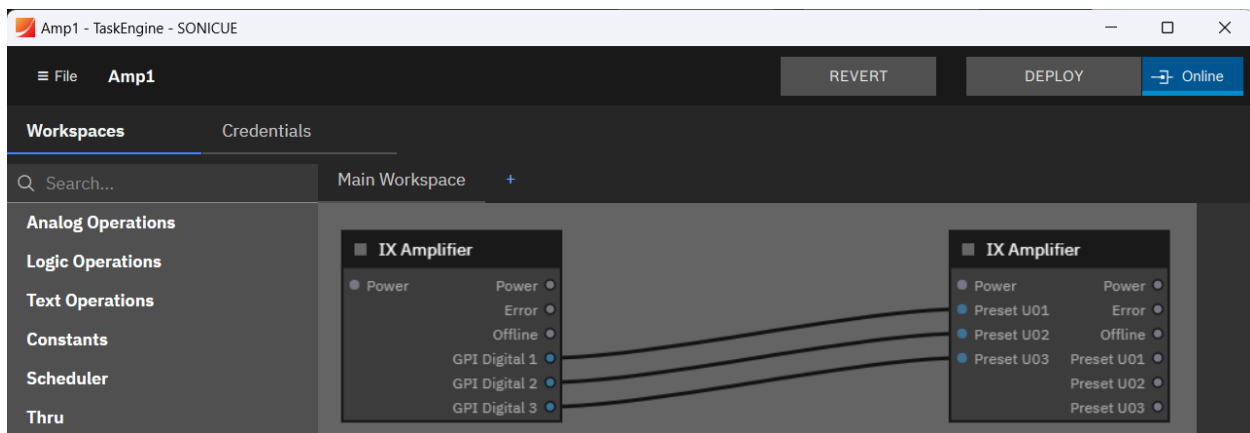 Amp1 - TaskEngine - SONICUE
File Amp1 REVERT DEPLOY Online
Workspaces Credentials
Search... Main Workspace +
Analog Operations
Logic Operations
Text Operations
Constants
Scheduler
Thru
IX Amplifier
Power Power
Error
Offline
GPI Digital 1
GPI Digital 2
GPI Digital 3
IX Amplifier
Power Power
Preset U01 Error
Preset U02 Offline
Preset U03 Preset U01
Preset U02
Preset U03